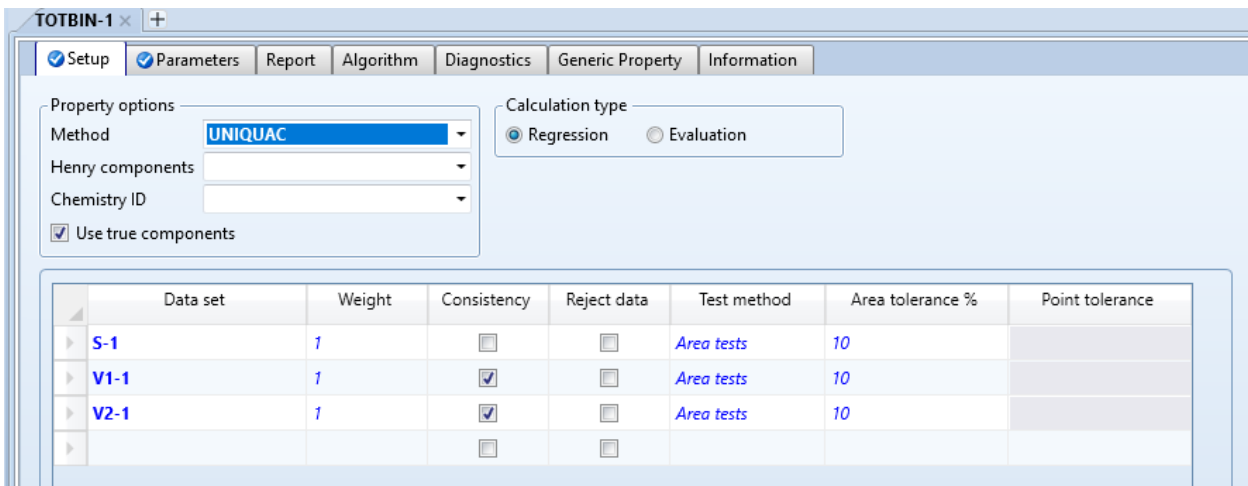 TOTBIN-1
Setup Parameters Report Algorithm Diagnostics Generic Property Information
Property options
Calculation type
Method UNIQUAC
Regression Evaluation
Henry components
Chemistry ID
Use true components
Data set Weight Consistency Reject data Test method Area tolerance % Point tolerance
S-1 1 Area tests 10
V1-1 1 Area tests 10
V2-1 1 Area tests 10